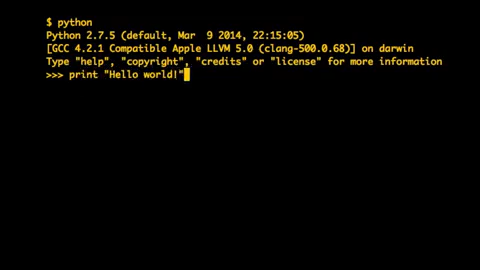 $ python
Python 2.7.5 (default, Mar  9 2014, 22:15:05)
[GCC 4.2.1 Compatible Apple LLVM 5.0 (clang-500.0.68)] on darwin
Type "help", "copyright", "credits" or "license" for more information
>>> print "Hello world!"